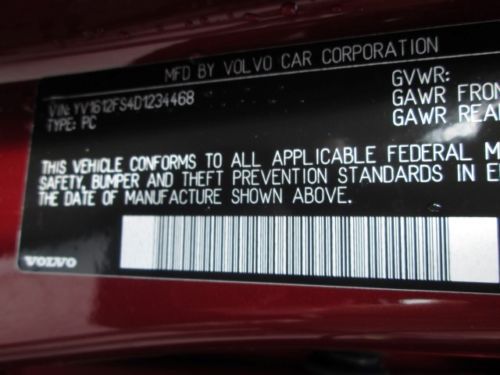 MFD BY VOLVO CAR CORPORATION
VIN: YV1612FS4D1234468
TYPE: PC
GVWR:
GAWR FRON
GAWR REA
THIS VEHICLE CONFORMS TO ALL APPLICABLE FEDERAL M
SAFETY, BUMPER AND THEFT PREVENTION STANDARDS IN E
THE DATE OF MANUFACTURE SHOWN ABOVE.
VOLVO